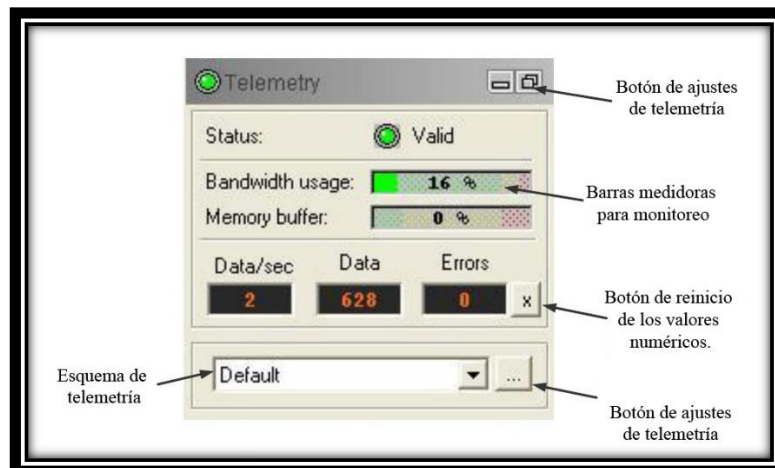 Telemetry
Botón de ajustes
de telemetría
Status:
Valid
Bandwidth usage:
16 %
Barras medidoras
para monitoreo
Memory buffer:
0 %
Data/sec
Data
Errors
2
628
0
x
Botón de reinicio
de los valores
numéricos.
Esquema de
telemetría
Default
...
Botón de ajustes
de telemetría